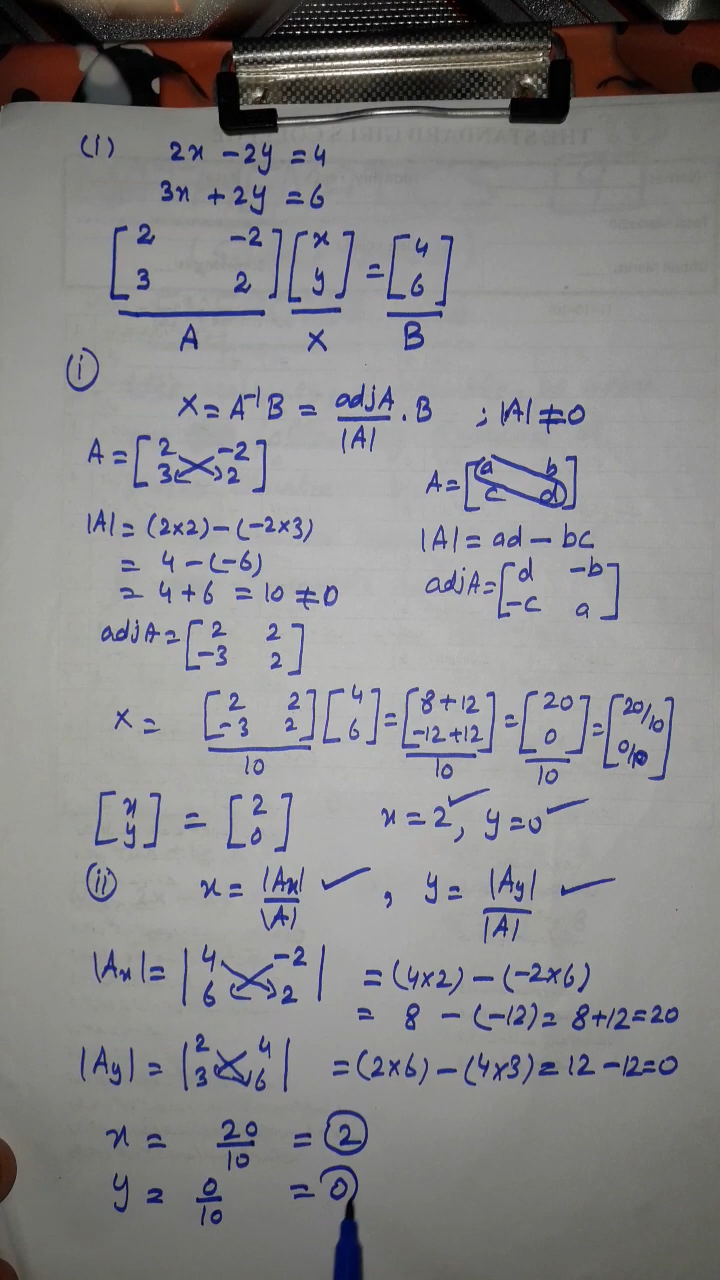 (i) 2x - 2y = 4
3x + 2y = 6
[2 -2; 3 2] [x; y] = [4; 6]
A X B
(i)
X = A⁻¹B = adjA/|A| . B ; |A| ≠ 0
A = [2 -2; 3 2]
A = [a b; c d]
|A| = (2×2) - (-2×3)
|A| = ad - bc
= 4 - (-6)
= 4 + 6 = 10 ≠ 0
adjA = [d -b; -c a]
adjA = [2 2; -3 2]
X = [2 2; -3 2]/10 [4; 6] = [8+12; -12+12]/10 = [20; 0]/10 = [20/10; 0/10]
[x; y] = [2; 0] x = 2 ✓, y = 0 ✓
(ii) x = |Ax|/|A| ✓, y = |Ay|/|A| ✓
|Ax| = |4 -2; 6 2| = (4×2) - (-2×6)
= 8 - (-12) = 8+12 = 20
|Ay| = |2 4; 3 6| = (2×6) - (4×3) = 12 - 12 = 0
x = 20/10 = 2
y = 0/10 = 0